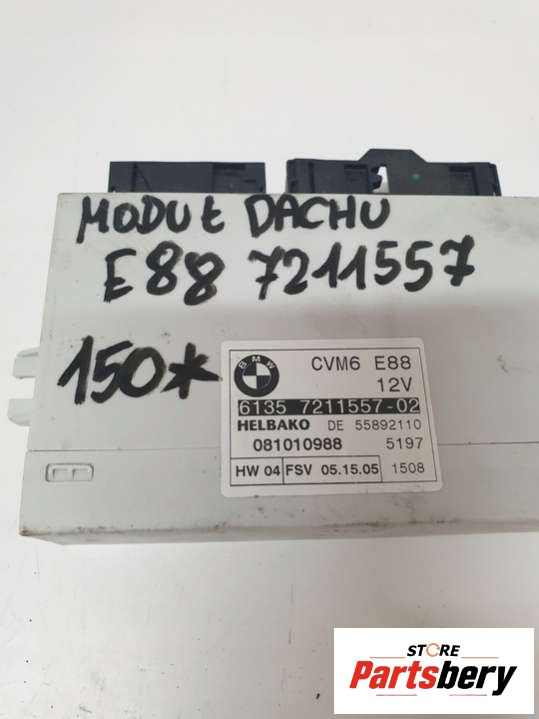 MODUŁ DACHU
E88 7211557
150*
BMW
CVM6 E88
12V
6135 7211557-02
HELBAKO DE 55892110
081010988 5197
HW 04 FSV 05.15.05 1508
STORE
Partsbery